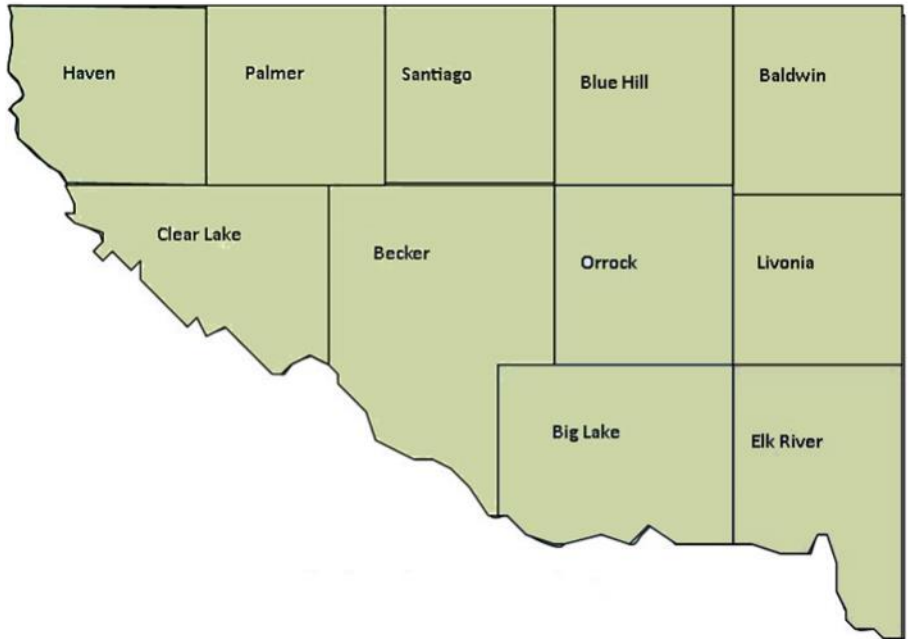 Haven
Palmer
Santiago
Blue Hill
Baldwin
Clear Lake
Becker
Orrock
Livonia
Big Lake
Elk River